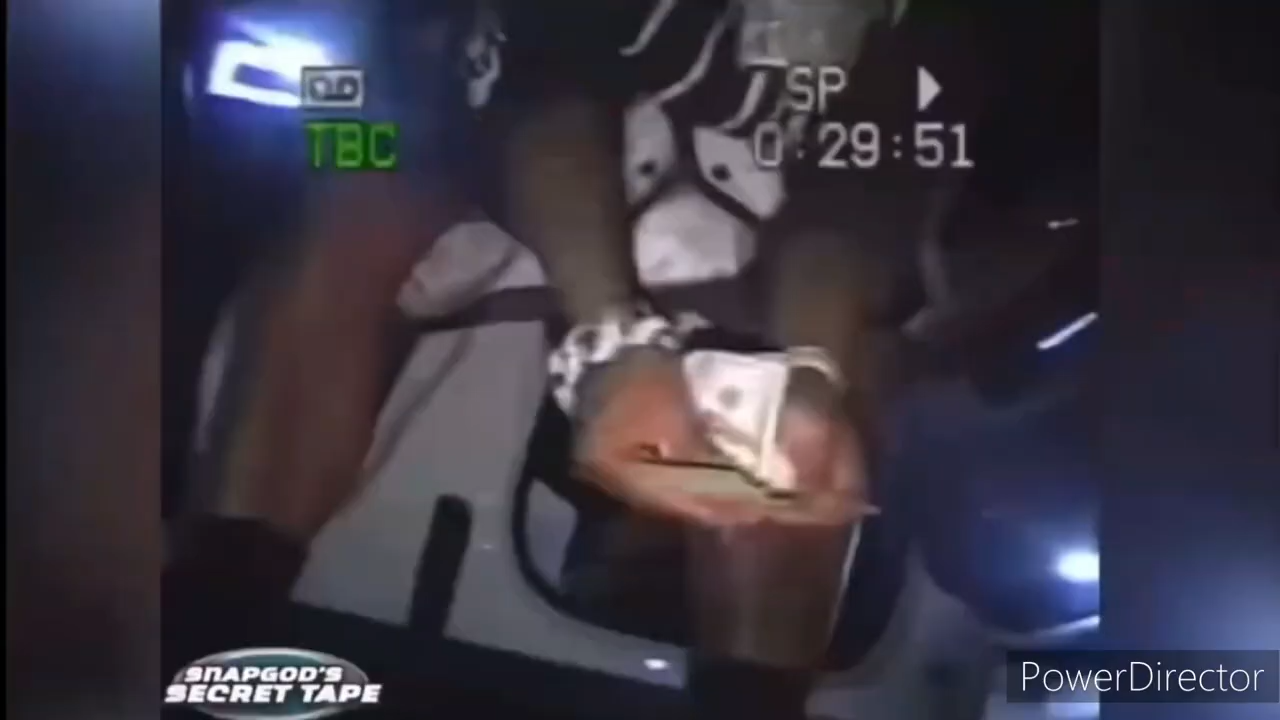 SP
TBC
0:29:51
SNAPGOD'S
SECRET TAPE
PowerDirector